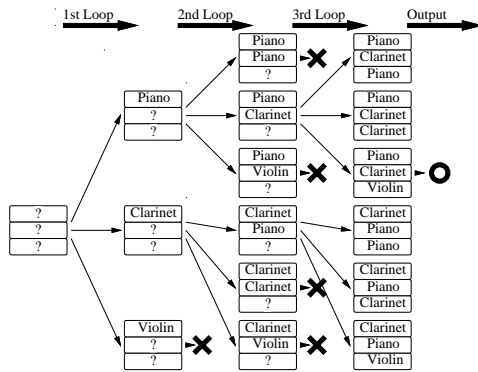 1st Loop 2nd Loop 3rd Loop Output
?
?
?
Piano
?
?
Clarinet
?
?
Violin
?
?
Piano
Piano
?
Piano
Clarinet
?
Piano
Violin
?
Clarinet
Piano
?
Clarinet
Clarinet
?
Clarinet
Violin
?
Piano
Clarinet
Piano
Piano
Clarinet
Clarinet
Piano
Clarinet
Violin
Clarinet
Piano
Piano
Clarinet
Piano
Clarinet
Clarinet
Piano
Violin